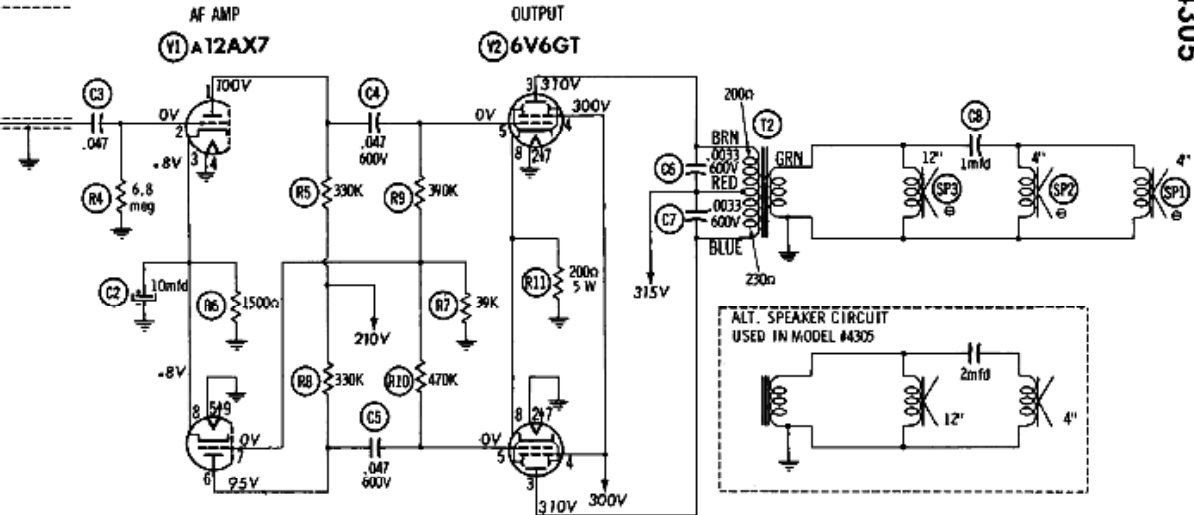 4305
AF AMP
V1 A 12AX7
OUTPUT
V2 6V6GT
100V
310V
300V
200Ω
C3
.047
0V
2
1
3
4
.8V
R4
6.8
meg
C4
.047
600V
0V
5
3
4
8
2&7
R5
330K
R9
390K
C6
.0033
600V
BRN
RED
C7
.0033
600V
BLUE
T2
GRN
230Ω
315V
C8
1mfd
12"
SP3
4"
SP2
4"
SP1
C2
10mfd
R6
1500Ω
R7
39K
R11
200Ω
5 W
210V
R8
330K
R10
470K
.8V
8
5&9
0V
7
6
95V
C5
.047
600V
0V
5
8
2&7
4
3
310V
300V
ALT. SPEAKER CIRCUIT
USED IN MODEL #4305
2mfd
12"
4"